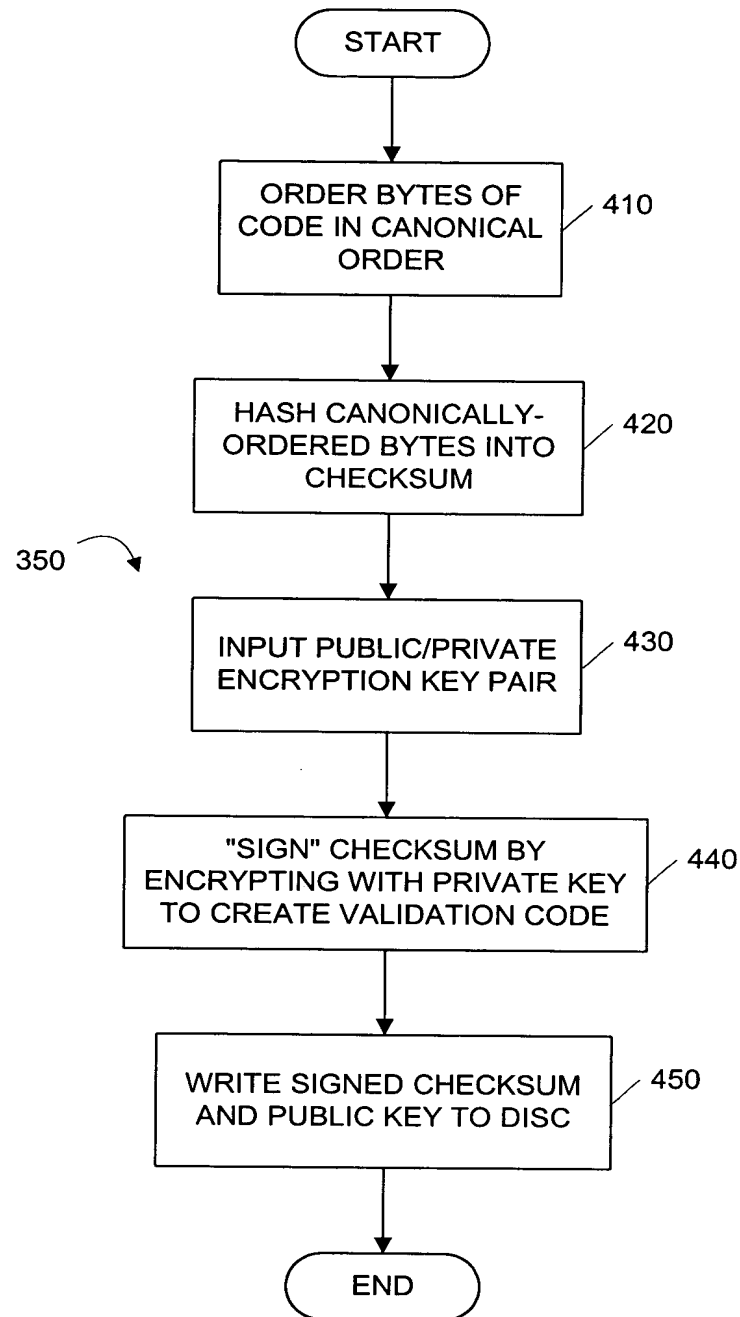 START
ORDER BYTES OF
CODE IN CANONICAL
ORDER
410
HASH CANONICALLY-
ORDERED BYTES INTO
CHECKSUM
420
350
INPUT PUBLIC/PRIVATE
ENCRYPTION KEY PAIR
430
"SIGN" CHECKSUM BY
ENCRYPTING WITH PRIVATE KEY
TO CREATE VALIDATION CODE
440
WRITE SIGNED CHECKSUM
AND PUBLIC KEY TO DISC
450
END